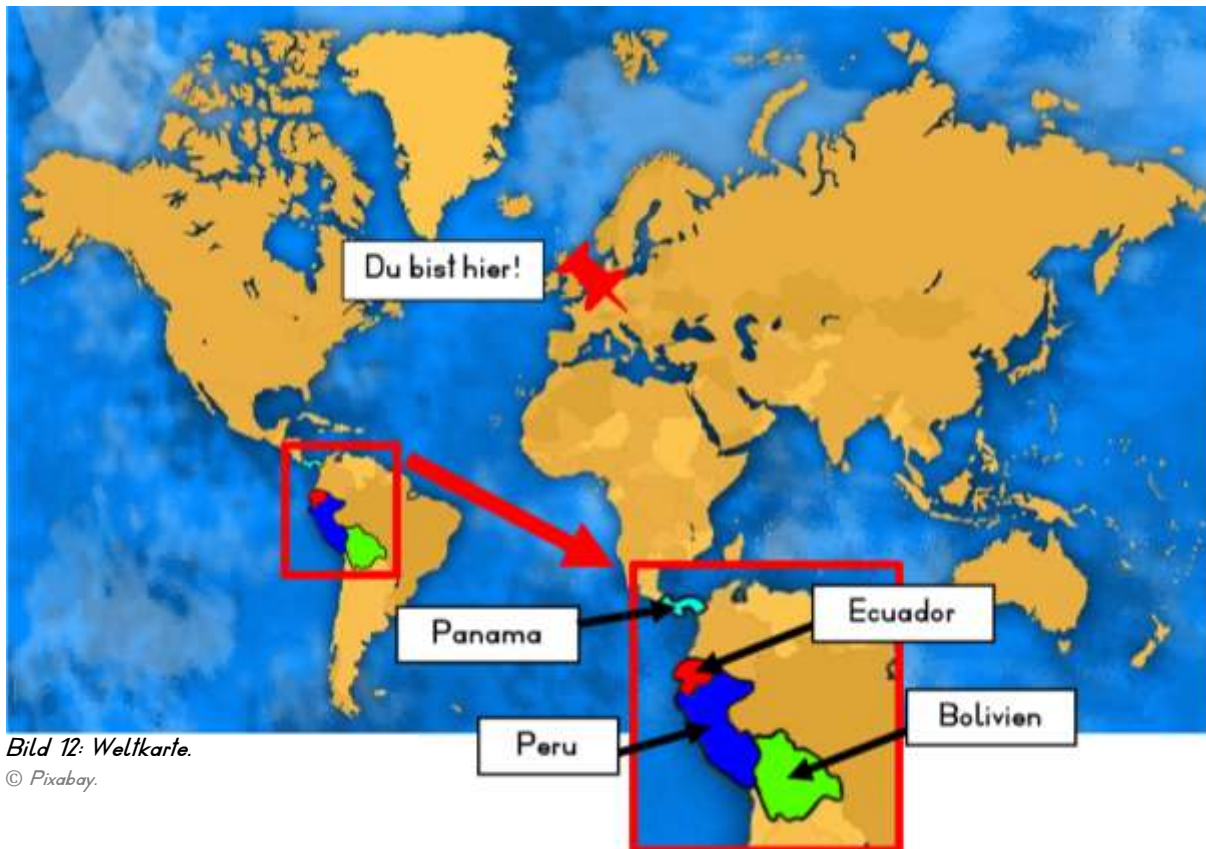 Du bist hier!
Panama
Ecuador
Peru
Bolivien
Bild 12: Weltkarte.
© Pixabay.